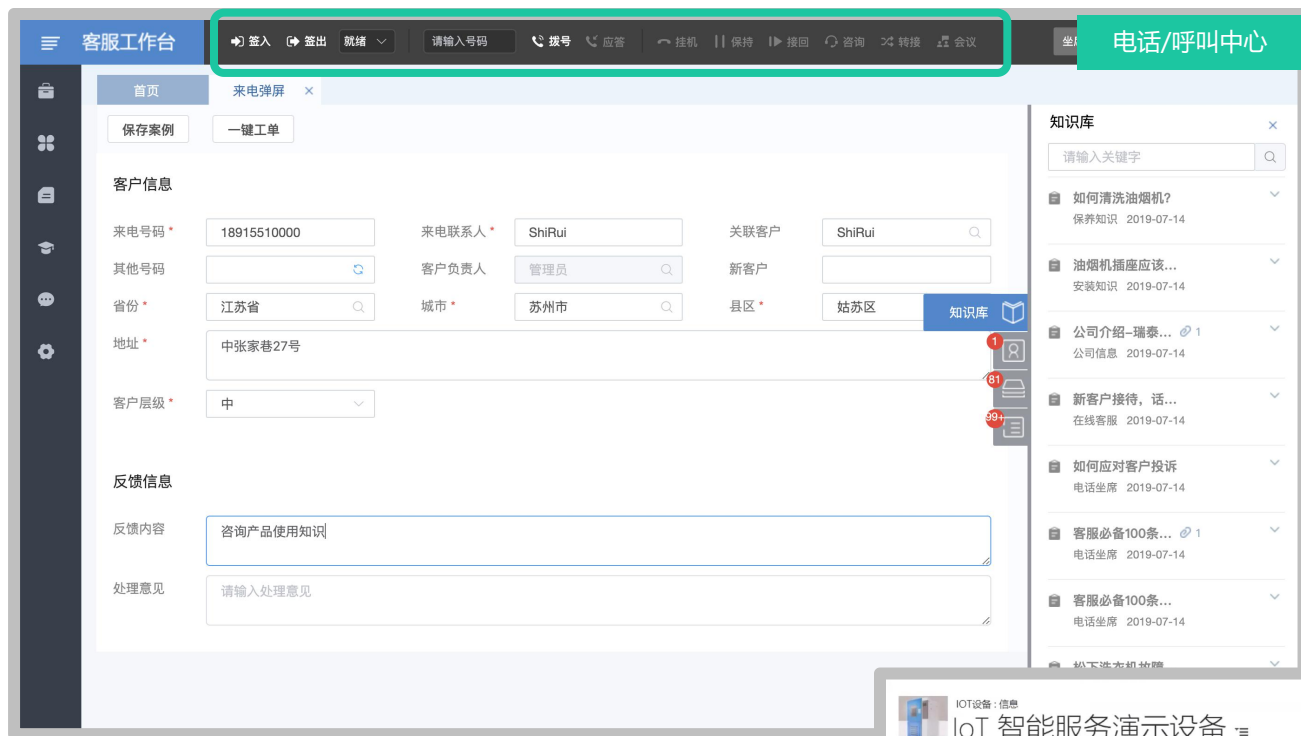 客服工作台
签入 签出 就绪 请输入号码 拨号 应答 挂机 保持 接回 咨询 转接 会议
电话/呼叫中心
首页 来电弹屏 ×
保存案例 一键工单
客户信息
来电号码 * 18915510000 来电联系人 * ShiRui 关联客户 ShiRui
其他号码 客户负责人 管理员 新客户
省份 * 江苏省 城市 * 苏州市 县区 * 姑苏区
地址 * 中张家巷27号
客户层级 * 中
反馈信息
反馈内容 咨询产品使用知识
处理意见 请输入处理意见
知识库
1
81
99+
知识库 ×
请输入关键字
如何清洗油烟机?
保养知识 2019-07-14
油烟机插座应该...
安装知识 2019-07-14
公司介绍–瑞泰... 1
公司信息 2019-07-14
新客户接待，话...
在线客服 2019-07-14
如何应对客户投诉
电话坐席 2019-07-14
客服必备100条... 1
电话坐席 2019-07-14
客服必备100条...
电话坐席 2019-07-14
松下洗衣机故障
IOT设备 : 信息
IoT 智能服务演示设备